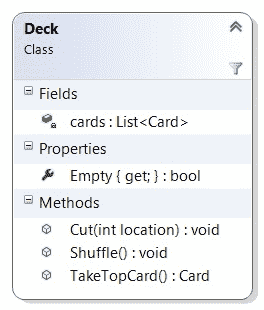 Deck
Class
Fields
cards : List<Card>
Properties
Empty { get; } : bool
Methods
Cut(int location) : void
Shuffle() : void
TakeTopCard() : Card